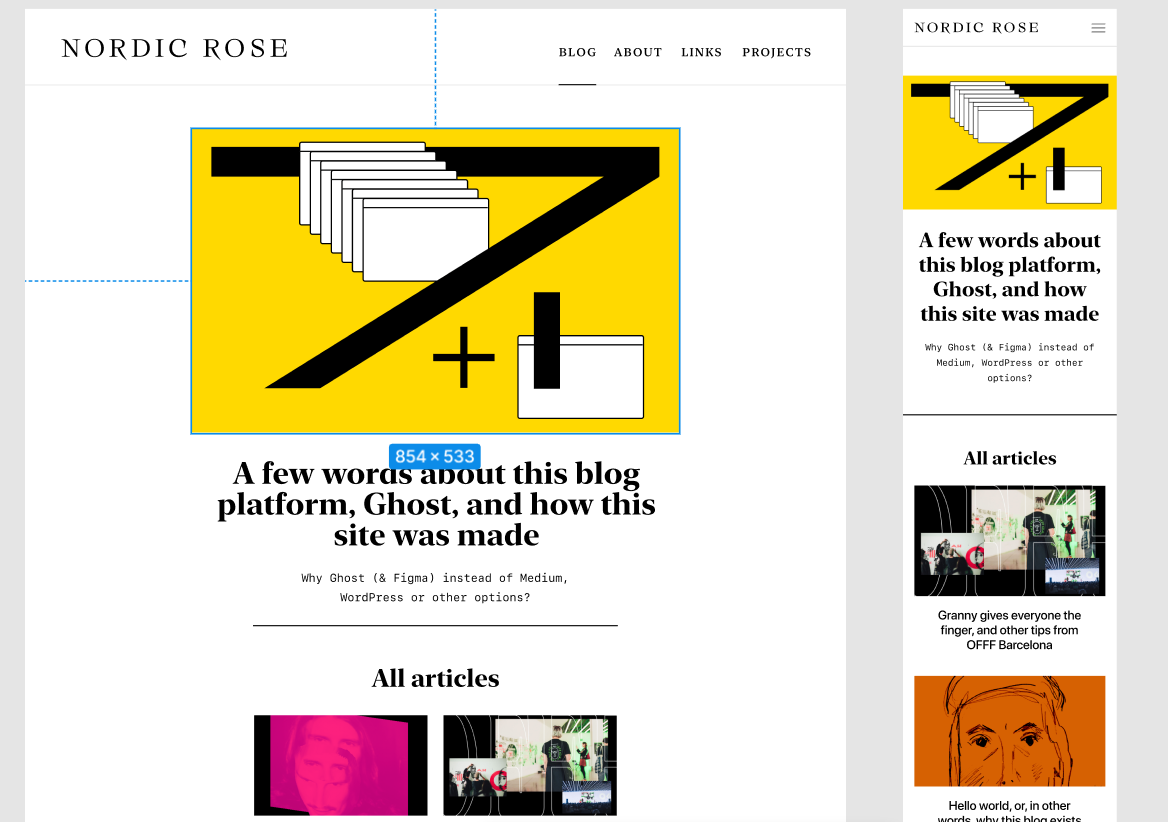 NORDIC ROSE
BLOG ABOUT LINKS PROJECTS
854 × 533
A few words about this blog
platform, Ghost, and how this
site was made
Why Ghost (& Figma) instead of Medium,
WordPress or other options?
All articles
NORDIC ROSE
A few words about
this blog platform,
Ghost, and how
this site was made
Why Ghost (& Figma) instead of
Medium, WordPress or other
options?
All articles
Granny gives everyone the
finger, and other tips from
OFFF Barcelona
Hello world, or, in other
words, why this blog exists